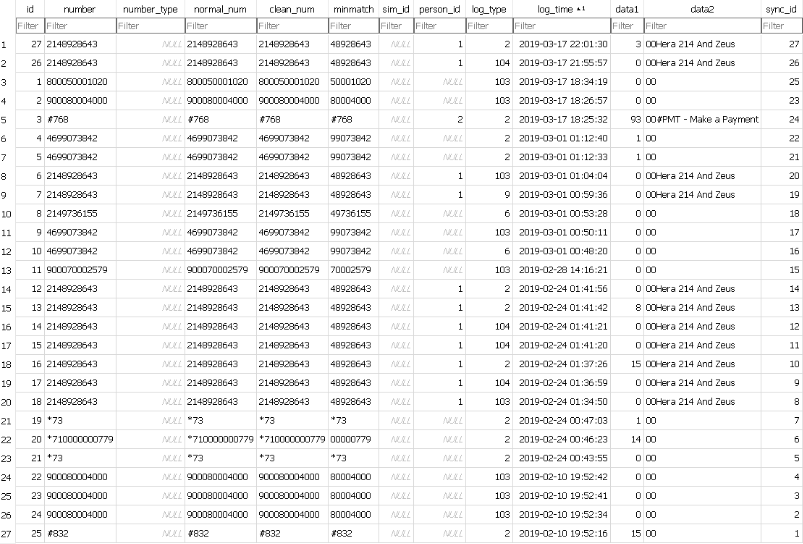 id number number_type normal_num clean_num minmatch sim_id person_id log_type log_time data1 data2 sync_id
Filter Filter Filter Filter Filter Filter Filter Filter Filter Filter Filter Filter Filter
1 27 2148928643 NULL 2148928643 2148928643 48928643 NULL 1 2 2019-03-17 22:01:30 3 00Hera 214 And Zeus 27
2 26 2148928643 NULL 2148928643 2148928643 48928643 NULL 1 104 2019-03-17 21:55:57 0 00Hera 214 And Zeus 26
3 1 800050001020 NULL 800050001020 800050001020 50001020 NULL NULL 103 2019-03-17 18:34:19 0 00 25
4 2 900080004000 NULL 900080004000 900080004000 80004000 NULL NULL 103 2019-03-17 18:26:57 0 00 23
5 3 #768 NULL #768 #768 #768 NULL 2 2 2019-03-17 18:25:32 93 00#PMT - Make a Payment 24
6 4 4699073842 NULL 4699073842 4699073842 99073842 NULL NULL 2 2019-03-01 01:12:40 1 00 22
7 5 4699073842 NULL 4699073842 4699073842 99073842 NULL NULL 2 2019-03-01 01:12:33 1 00 21
8 6 2148928643 NULL 2148928643 2148928643 48928643 NULL 1 103 2019-03-01 01:04:04 0 00Hera 214 And Zeus 20
9 7 2148928643 NULL 2148928643 2148928643 48928643 NULL 1 9 2019-03-01 00:59:36 0 00Hera 214 And Zeus 19
10 8 2149736155 NULL 2149736155 2149736155 49736155 NULL NULL 6 2019-03-01 00:53:28 0 00 18
11 9 4699073842 NULL 4699073842 4699073842 99073842 NULL NULL 103 2019-03-01 00:50:11 0 00 17
12 10 4699073842 NULL 4699073842 4699073842 99073842 NULL NULL 6 2019-03-01 00:48:20 0 00 16
13 11 900070002579 NULL 900070002579 900070002579 70002579 NULL NULL 103 2019-02-28 14:16:21 0 00 15
14 12 2148928643 NULL 2148928643 2148928643 48928643 NULL 1 2 2019-02-24 01:41:56 0 00Hera 214 And Zeus 14
15 13 2148928643 NULL 2148928643 2148928643 48928643 NULL 1 2 2019-02-24 01:41:42 8 00Hera 214 And Zeus 13
16 14 2148928643 NULL 2148928643 2148928643 48928643 NULL 1 104 2019-02-24 01:41:21 0 00Hera 214 And Zeus 12
17 15 2148928643 NULL 2148928643 2148928643 48928643 NULL 1 104 2019-02-24 01:41:20 0 00Hera 214 And Zeus 11
18 16 2148928643 NULL 2148928643 2148928643 48928643 NULL 1 2 2019-02-24 01:37:26 15 00Hera 214 And Zeus 10
19 17 2148928643 NULL 2148928643 2148928643 48928643 NULL 1 104 2019-02-24 01:36:59 0 00Hera 214 And Zeus 9
20 18 2148928643 NULL 2148928643 2148928643 48928643 NULL 1 103 2019-02-24 01:34:50 0 00Hera 214 And Zeus 8
21 19 *73 NULL *73 *73 *73 NULL NULL 2 2019-02-24 00:47:03 1 00 7
22 20 *710000000779 NULL *710000000779 *710000000779 00000779 NULL NULL 2 2019-02-24 00:46:23 14 00 6
23 21 *73 NULL *73 *73 *73 NULL NULL 2 2019-02-24 00:43:55 0 00 5
24 22 900080004000 NULL 900080004000 900080004000 80004000 NULL NULL 103 2019-02-10 19:52:42 0 00 4
25 23 900080004000 NULL 900080004000 900080004000 80004000 NULL NULL 103 2019-02-10 19:52:41 0 00 3
26 24 900080004000 NULL 900080004000 900080004000 80004000 NULL NULL 103 2019-02-10 19:52:34 0 00 2
27 25 #832 NULL #832 #832 #832 NULL NULL 2 2019-02-10 19:52:16 15 00 1